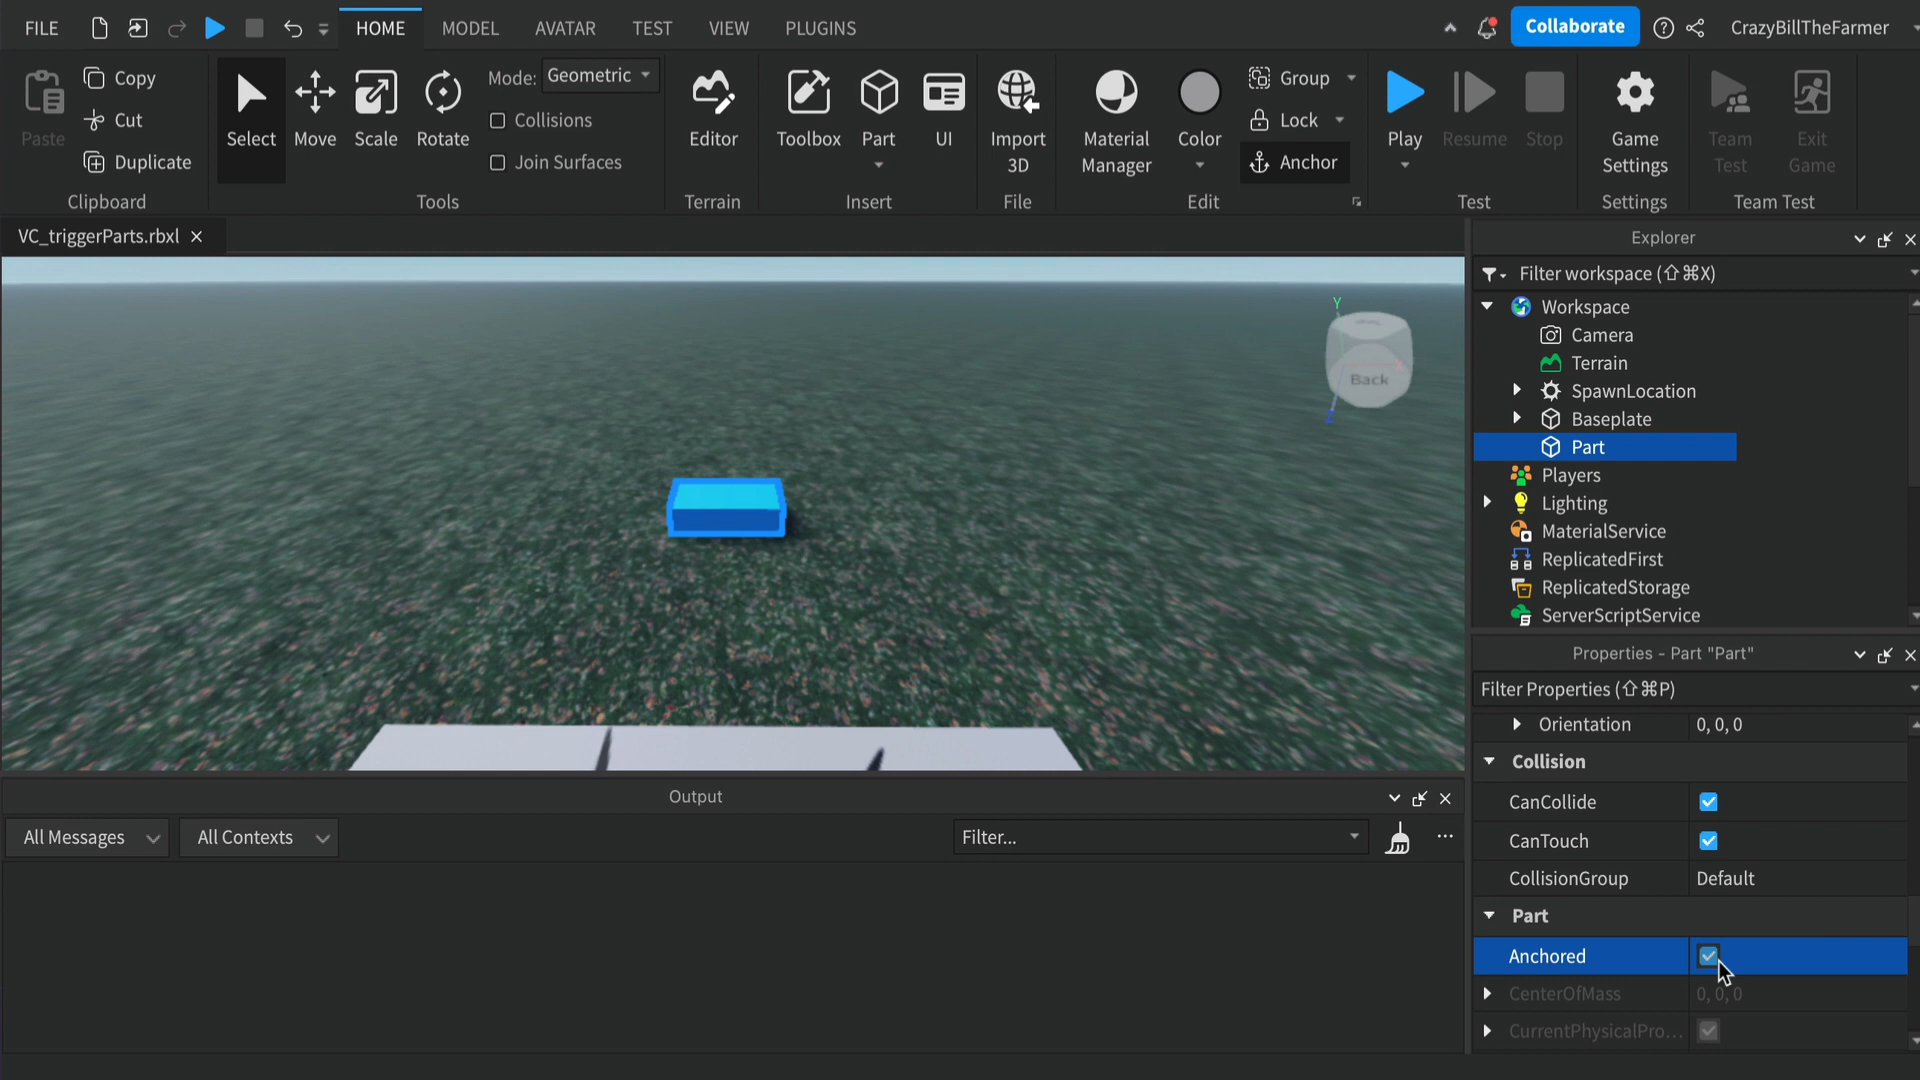 FILE
HOME
MODEL
AVATAR
TEST
VIEW
PLUGINS
Collaborate
CrazyBillTheFarmer
Paste
Copy
Cut
Duplicate
Clipboard
Select
Move
Scale
Rotate
Mode: Geometric
Collisions
Join Surfaces
Tools
Editor
Terrain
Toolbox
Part
UI
Insert
Import
3D
File
Material
Manager
Color
Group
Lock
Anchor
Edit
Play
Resume
Stop
Test
Game
Settings
Settings
Team
Test
Exit
Game
Team Test
VC_triggerParts.rbxl
Y
Back
Explorer
Filter workspace (⇧⌘X)
Workspace
Camera
Terrain
SpawnLocation
Baseplate
Part
Players
Lighting
MaterialService
ReplicatedFirst
ReplicatedStorage
ServerScriptService
Properties - Part "Part"
Filter Properties (⇧⌘P)
Orientation 0, 0, 0
Collision
CanCollide
CanTouch
CollisionGroup Default
Part
Anchored
CenterOfMass 0, 0, 0
CurrentPhysicalPro...
Output
All Messages
All Contexts
Filter...